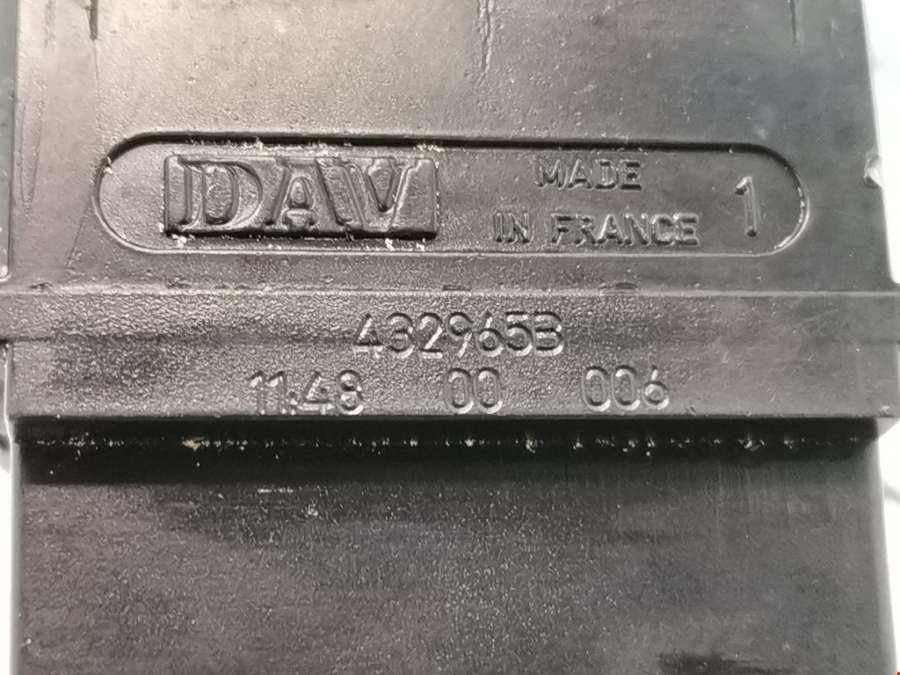 DAV MADE IN FRANCE 1
432965B
11:48 00 006